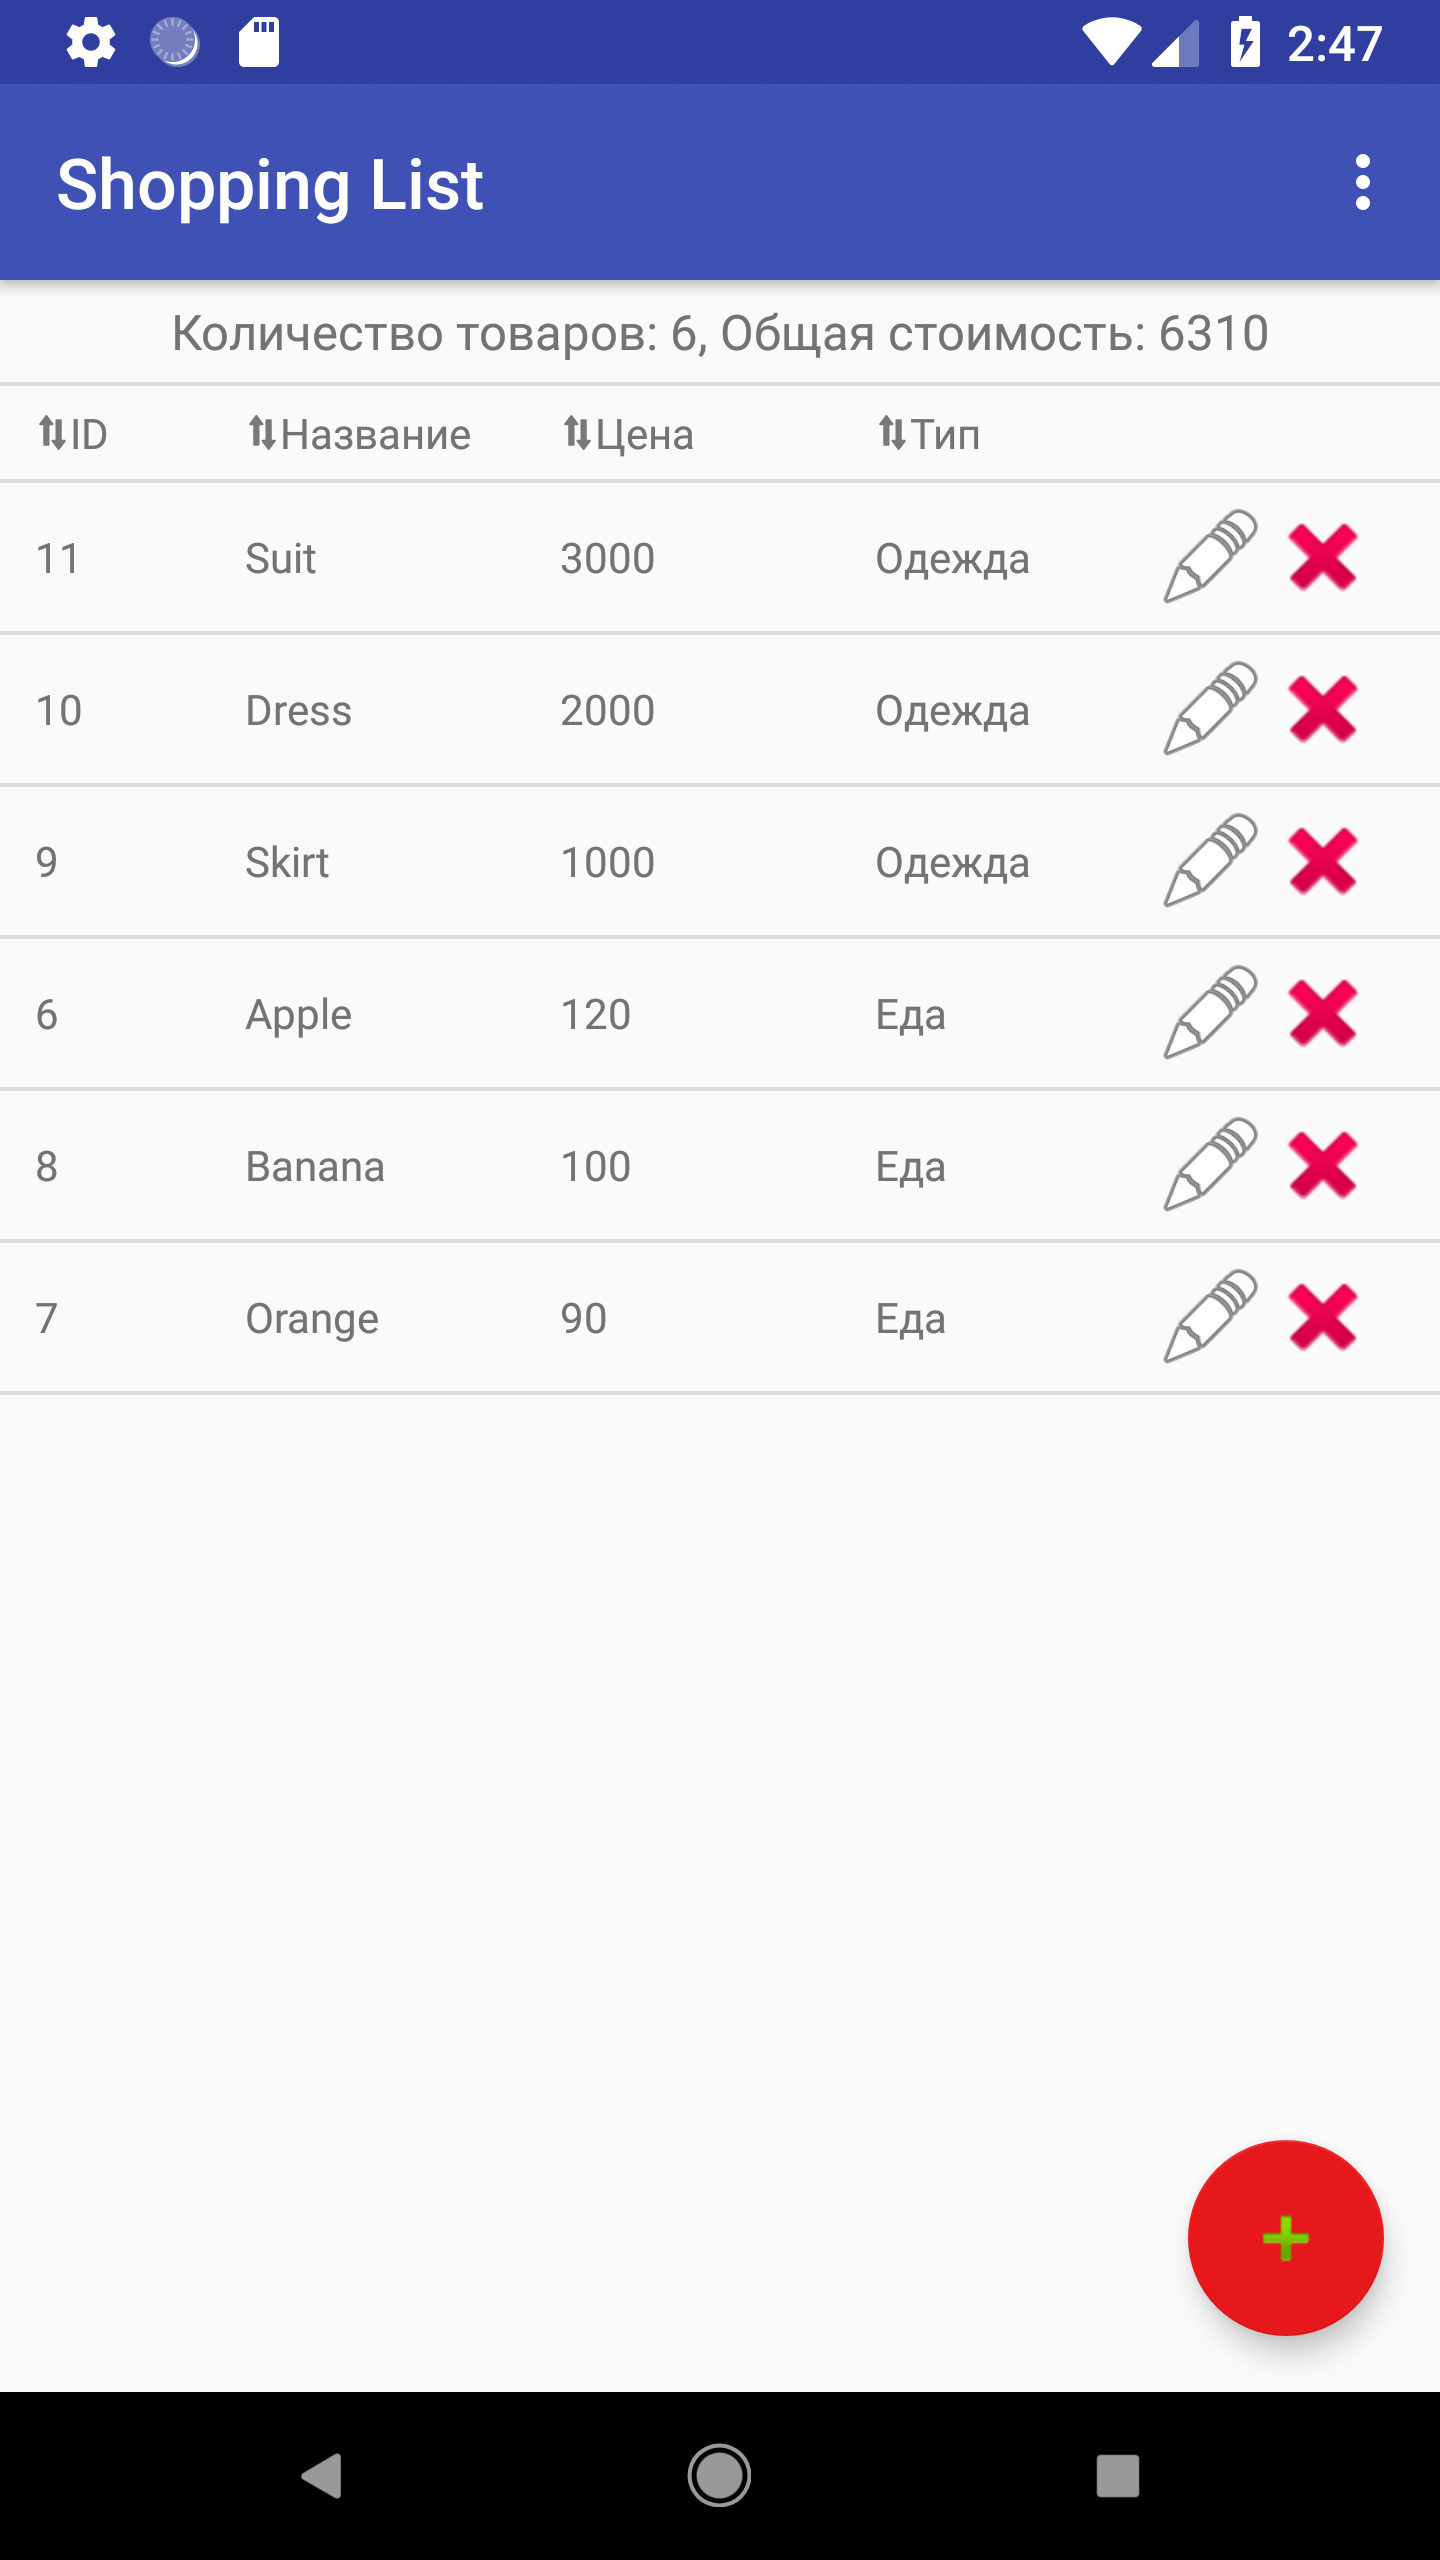 2:47
Shopping List
Количество товаров: 6, Общая стоимость: 6310
ID Название Цена Тип
11 Suit 3000 Одежда
10 Dress 2000 Одежда
9 Skirt 1000 Одежда
6 Apple 120 Еда
8 Banana 100 Еда
7 Orange 90 Еда